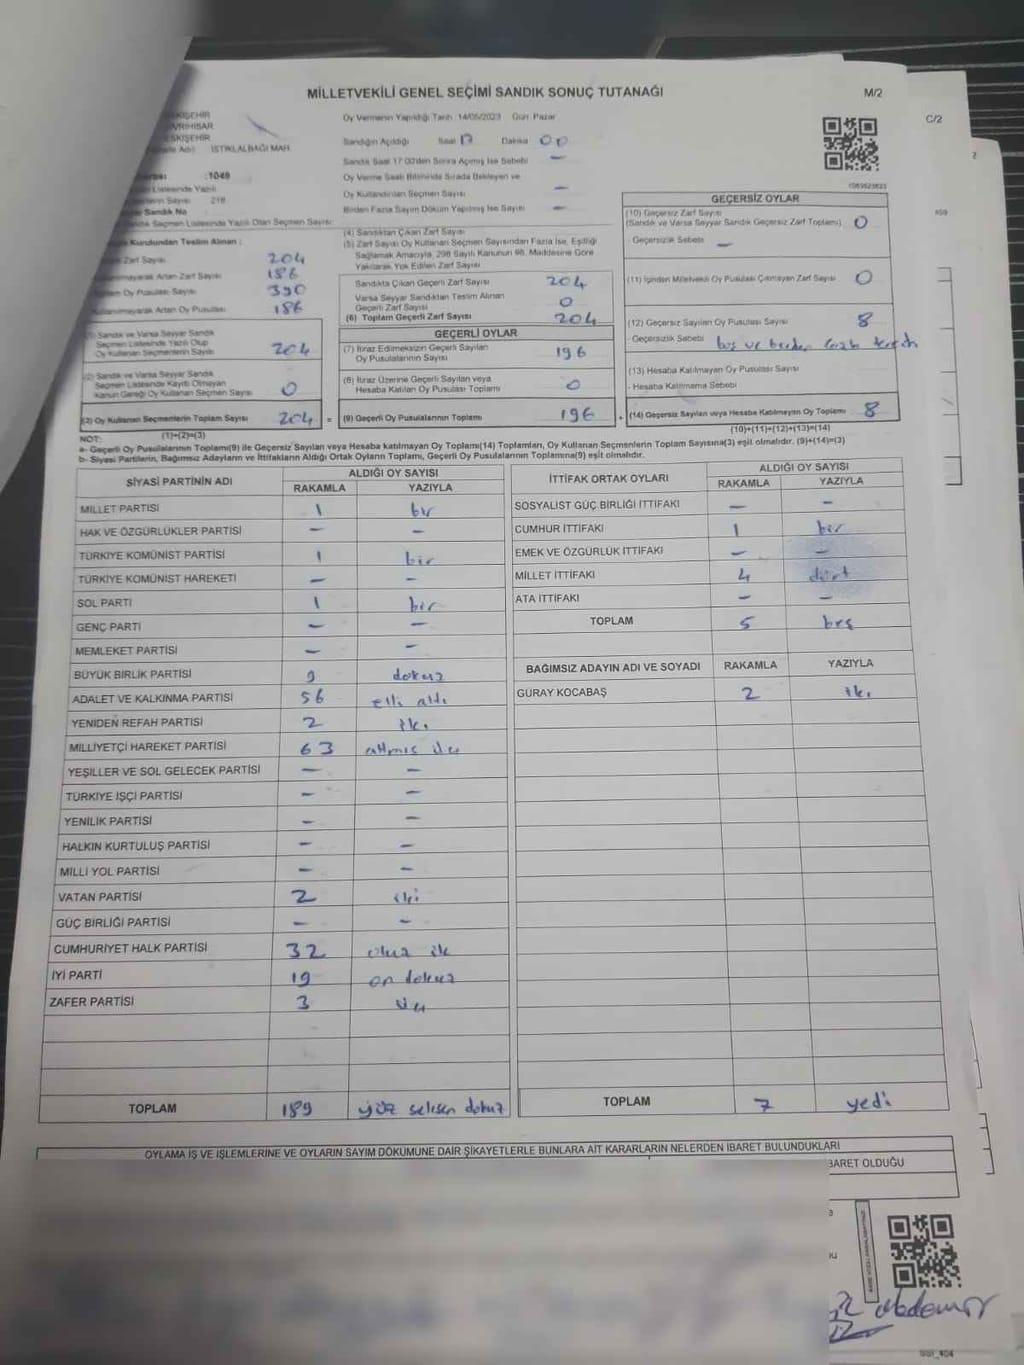 MİLLETVEKİLİ GENEL SEÇİMİ SANDIK SONUÇ TUTANAĞI
M/2
C/2
2
Oy Vermenin Yapıldığı Tarih: 14/05/2023 Gün: Pazar
Sandığın Açıldığı Saat 17 Dakika 00
Sandık Saat 17:00'den Sonra Açılmış İse Sebebi —
Oy Verme Saati Bitiminde Sırada Bekleyen ve
Oy Kullandırılan Seçmen Sayısı —
Birden Fazla Sayım Döküm Yapılmış İse Sayısı —
ESKİŞEHİR
İSTİKLALBAĞI MAH.
:1049
Listesinde Yazılı
218
Sandık No
Sandık Seçmen Listesinde Yazılı Olan Seçmen Sayısı:
Kurulundan Teslim Alınan :
Zarf Sayısı 204
Artan Zarf Sayısı 186
Oy Pusulası Sayısı 390
Artan Oy Pusulası 186
Sandık ve Varsa Seyyar Sandık
Seçmen Listesinde Yazılı Olup
Oy Kullanan Seçmenlerin Sayısı 204
Sandık ve Varsa Seyyar Sandık
Seçmen Listesinde Kayıtlı Olmayan
Kanun Gereği Oy Kullanan Seçmen Sayısı 0
(3) Oy Kullanan Seçmenlerin Toplam Sayısı 204 =
(1)+(2)=(3)
(4) Sandıktan Çıkan Zarf Sayısı
(5) Zarf Sayısı Oy Kullanan Seçmen Sayısından Fazla İse, Eşitliği
Sağlamak Amacıyla, 298 Sayılı Kanunun 98. Maddesine Göre
Yakılarak Yok Edilen Zarf Sayısı
Sandıkta Çıkan Geçerli Zarf Sayısı 204
Varsa Seyyar Sandıktan Teslim Alınan
Geçerli Zarf Sayısı 0
(6) Toplam Geçerli Zarf Sayısı 204
GEÇERLİ OYLAR
(7) İtiraz Edilmeksizin Geçerli Sayılan
Oy Pusulalarının Sayısı 196
(8) İtiraz Üzerine Geçerli Sayılan veya
Hesaba Katılan Oy Pusulası Toplamı 0
(9) Geçerli Oy Pusulalarının Toplamı 196 +
GEÇERSİZ OYLAR
(10) Geçersiz Zarf Sayısı
(Sandık ve Varsa Seyyar Sandık Geçersiz Zarf Toplamı) 0
- Geçersizlik Sebebi —
(11) İçinden Milletvekili Oy Pusulası Çıkmayan Zarf Sayısı 0
(12) Geçersiz Sayılan Oy Pusulası Sayısı 8
- Geçersizlik Sebebi boş ve birden fazla tercih
(13) Hesaba Katılmayan Oy Pusulası Sayısı
- Hesaba Katılmama Sebebi
(14) Geçersiz Sayılan veya Hesaba Katılmayan Oy Toplamı 8
(10)+(11)+(12)+(13)=(14)
NOT:
a- Geçerli Oy Pusulalarının Toplamı(9) ile Geçersiz Sayılan veya Hesaba katılmayan Oy Toplamı(14) Toplamları, Oy Kullanan Seçmenlerin Toplam Sayısına(3) eşit olmalıdır. (9)+(14)=(3)
b- Siyasi Partilerin, Bağımsız Adayların ve İttifakların Aldığı Oyların Toplamı, Geçerli Oy Pusulalarının Toplamına(9) eşit olmalıdır.
SİYASİ PARTİNİN ADI ALDIĞI OY SAYISI
RAKAMLA YAZIYLA
MİLLET PARTİSİ 1 bir
HAK VE ÖZGÜRLÜKLER PARTİSİ — —
TÜRKİYE KOMÜNİST PARTİSİ 1 bir
TÜRKİYE KOMÜNİST HAREKETİ — —
SOL PARTİ 1 bir
GENÇ PARTİ — —
MEMLEKET PARTİSİ — —
BÜYÜK BİRLİK PARTİSİ 9 dokuz
ADALET VE KALKINMA PARTİSİ 56 elli altı
YENİDEN REFAH PARTİSİ 2 iki
MİLLİYETÇİ HAREKET PARTİSİ 63 altmış üç
YEŞİLLER VE SOL GELECEK PARTİSİ — —
TÜRKİYE İŞÇİ PARTİSİ — —
YENİLİK PARTİSİ — —
HALKIN KURTULUŞ PARTİSİ — —
MİLLİ YOL PARTİSİ — —
VATAN PARTİSİ 2 iki
GÜÇ BİRLİĞİ PARTİSİ — —
CUMHURİYET HALK PARTİSİ 32 otuz iki
İYİ PARTİ 19 on dokuz
ZAFER PARTİSİ 3 üç
TOPLAM 189 yüz seksen dokuz
İTTİFAK ORTAK OYLARI ALDIĞI OY SAYISI
RAKAMLA YAZIYLA
SOSYALİST GÜÇ BİRLİĞİ İTTİFAKI — —
CUMHUR İTTİFAKI 1 bir
EMEK VE ÖZGÜRLÜK İTTİFAKI — —
MİLLET İTTİFAKI 4 dört
ATA İTTİFAKI — —
TOPLAM 5 beş
BAĞIMSIZ ADAYIN ADI VE SOYADI RAKAMLA YAZIYLA
GÜRAY KOCABAŞ 2 iki
TOPLAM 7 yedi
OYLAMA İŞ VE İŞLEMLERİNE VE OYLARIN SAYIM DÖKÜMÜNE DAİR ŞİKAYETLERLE BUNLARA AİT KARARLARIN NELERDEN İBARET BULUNDUKLARI
BARET OLDUĞU